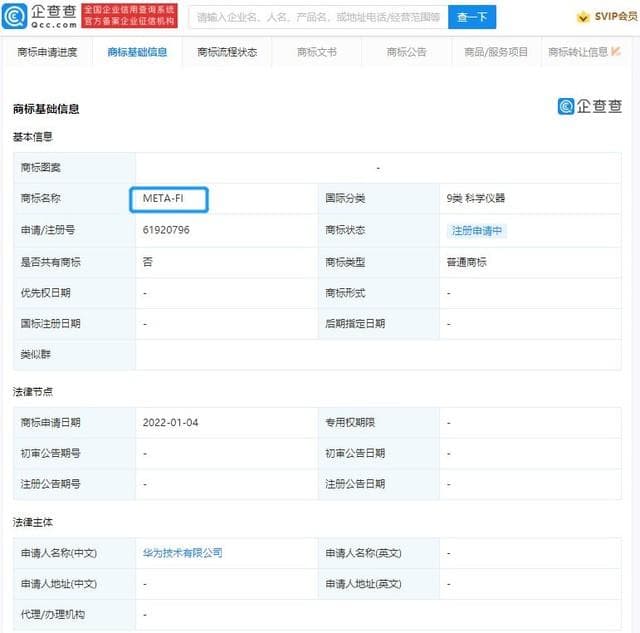 企查查
Qcc.com
全国企业信用查询系统
官方备案企业征信机构
请输入企业名、人名、产品名、或地址电话/经营范围等
查一下
SVIP会员
商标申请进度 商标基础信息 商标流程状态 商标文书 商标公告 商品/服务项目 商标转让信息
商标基础信息
企查查
基本信息
商标图案 -
商标名称 META-FI 国际分类 9类 科学仪器
申请/注册号 61920796 商标状态 注册申请中
是否共有商标 否 商标类型 普通商标
优先权日期 - 商标形式 -
国标注册日期 - 后期指定日期 -
类似群
法律节点
商标申请日期 2022-01-04 专用权期限 -
初审公告期号 - 初审公告日期 -
注册公告期号 - 注册公告日期 -
法律主体
申请人名称(中文) 华为技术有限公司 申请人名称(英文) -
申请人地址(中文) - 申请人地址(英文) -
代理/办理机构 -